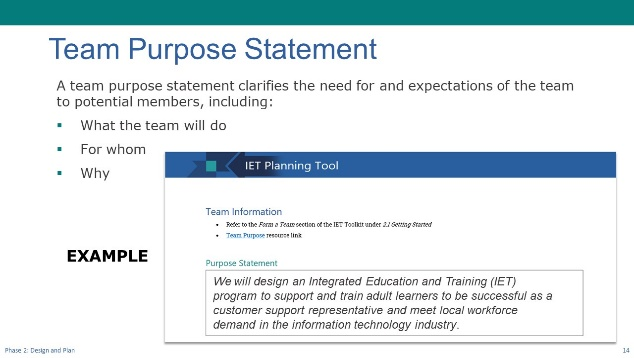 Team Purpose Statement
A team purpose statement clarifies the need for and expectations of the team
to potential members, including:
▪ What the team will do
▪ For whom
▪ Why
EXAMPLE
IET Planning Tool
Team Information
• Refer to the Form a Team section of the IET Toolkit under 2.1 Getting Started
• Team Purpose resource link
Purpose Statement
We will design an Integrated Education and Training (IET)
program to support and train adult learners to be successful as a
customer support representative and meet local workforce
demand in the information technology industry.
Phase 2: Design and Plan
14